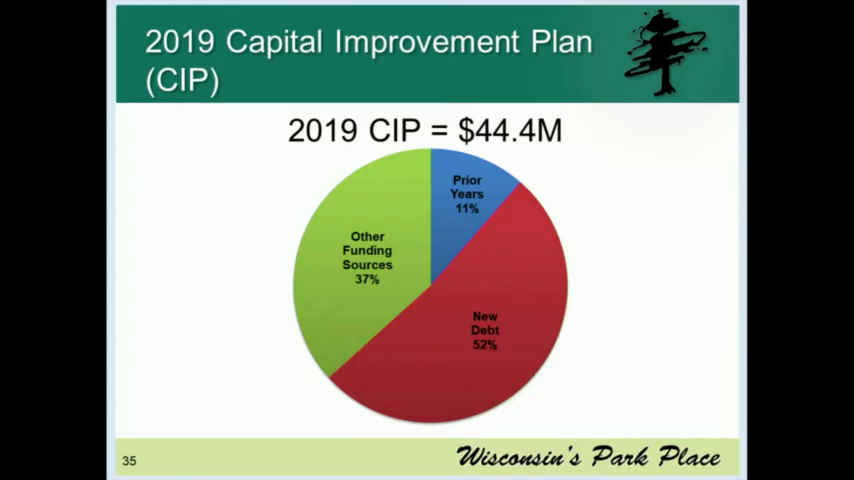 2019 Capital Improvement Plan
(CIP)
2019 CIP = $44.4M
Prior
Years
11%
Other
Funding
Sources
37%
New
Debt
52%
35
Wisconsin's Park Place